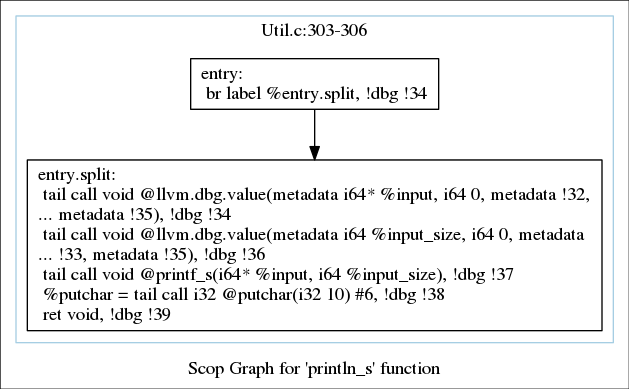 Util.c:303-306
entry:
br label %entry.split, !dbg !34
entry.split:
tail call void @llvm.dbg.value(metadata i64* %input, i64 0, metadata !32,
... metadata !35), !dbg !34
tail call void @llvm.dbg.value(metadata i64 %input_size, i64 0, metadata
... !33, metadata !35), !dbg !36
tail call void @printf_s(i64* %input, i64 %input_size), !dbg !37
%putchar = tail call i32 @putchar(i32 10) #6, !dbg !38
ret void, !dbg !39
Scop Graph for 'println_s' function